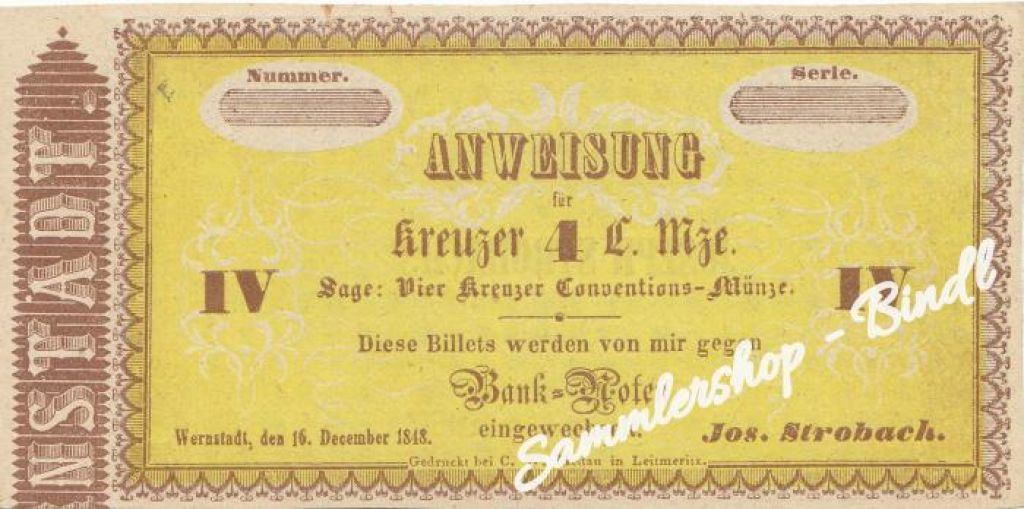 NSTADT.
Nummer.
Serie.
ANWEISUNG
für
Kreuzer 4 C. Mze.
IV
IV
Sage: Vier Kreuzer Conventions-Münze.
Diese Billets werden von mir gegen
Bank=Note
Wernstadt, den 16. December 1848.
Jos. Strobach.
Gedruckt bei C. in Leitmeritz.
Sammlershop - Bindl